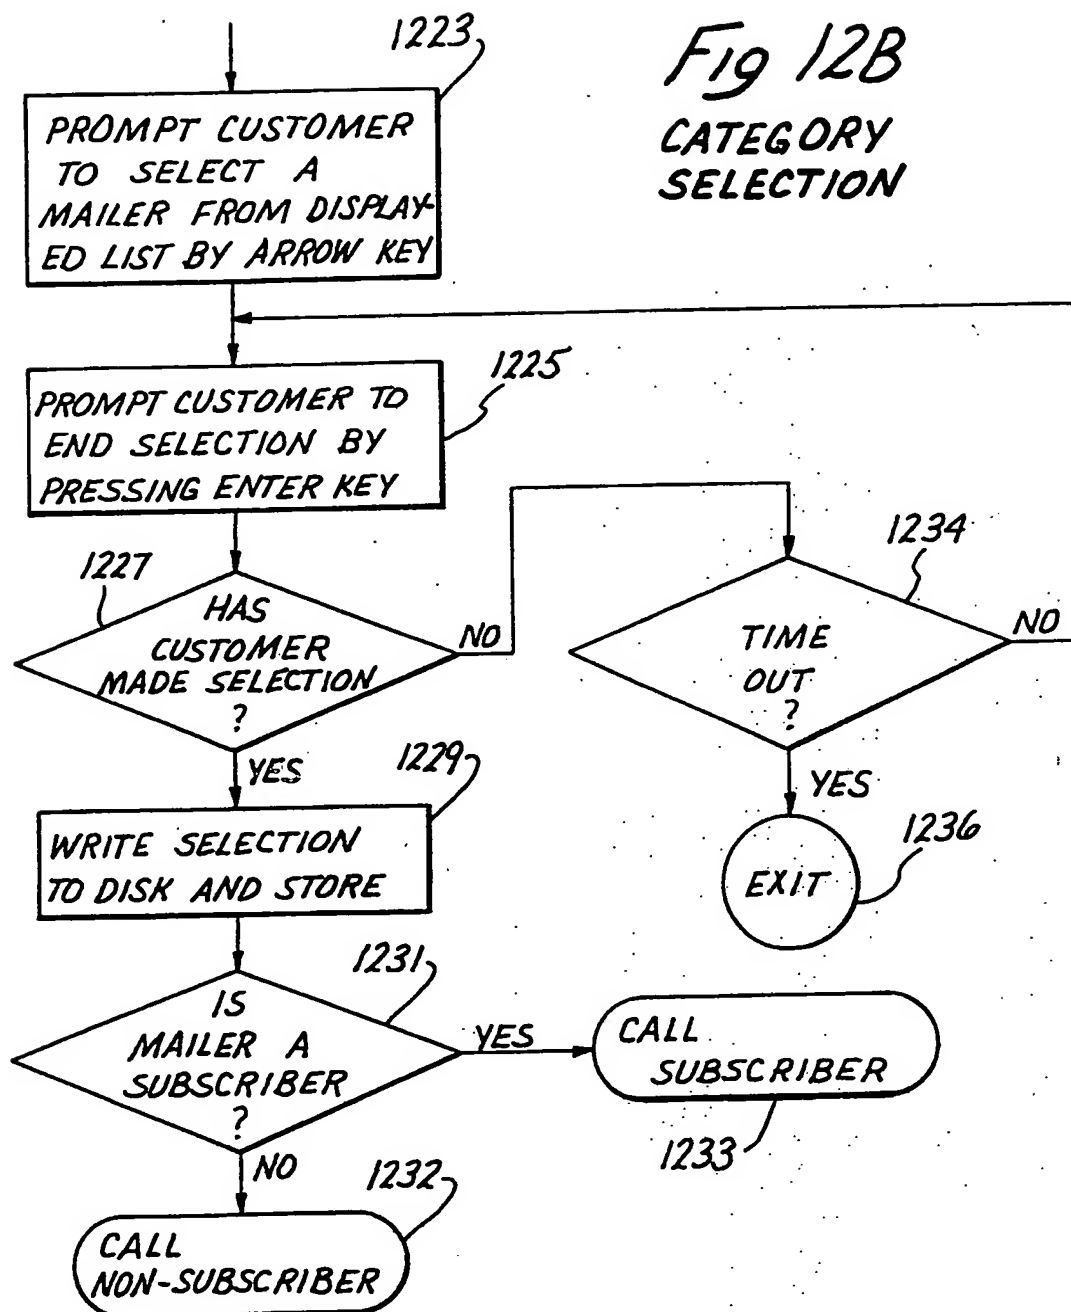 Fig 12B
CATEGORY
SELECTION
1223
PROMPT CUSTOMER
TO SELECT A
MAILER FROM DISPLAY-
ED LIST BY ARROW KEY
1225
PROMPT CUSTOMER TO
END SELECTION BY
PRESSING ENTER KEY
1227
HAS
CUSTOMER
MADE SELECTION
?
NO
YES
1234
TIME
OUT
?
NO
YES
1236
EXIT
1229
WRITE SELECTION
TO DISK AND STORE
1231
IS
MAILER A
SUBSCRIBER
?
YES
NO
CALL
SUBSCRIBER
1233
1232
CALL
NON-SUBSCRIBER